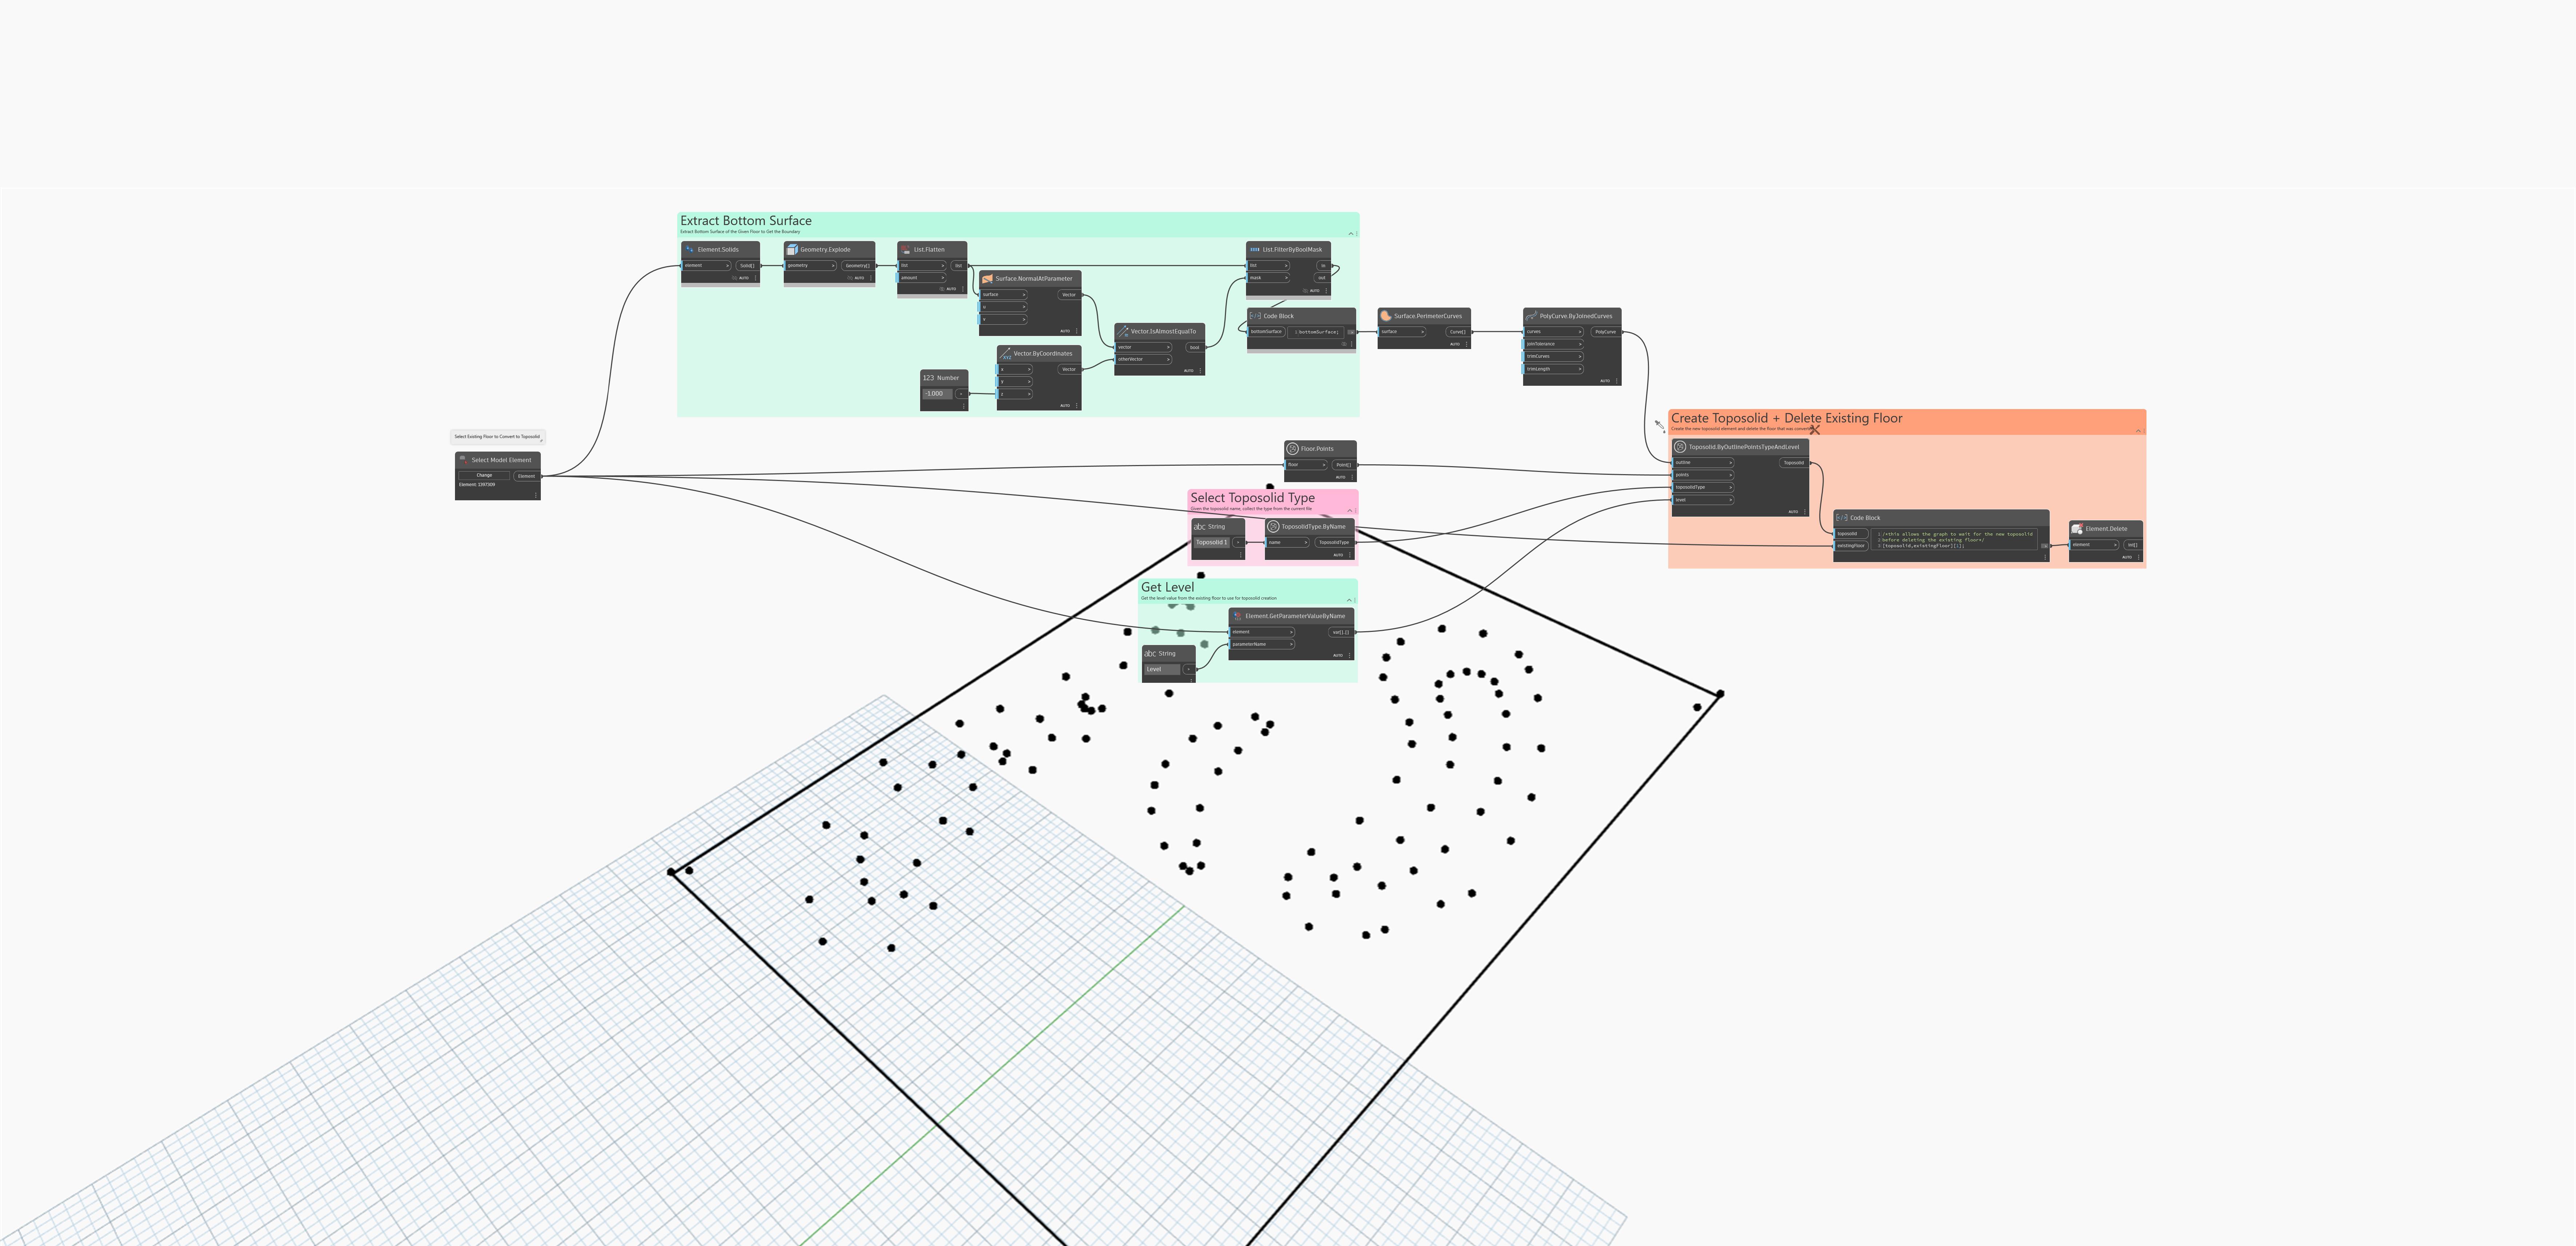 Extract Bottom Surface
Extract Bottom Surface of the Given Floor to Get the Boundary
Element.Solids
element >
Solid[]
AUTO
Geometry.Explode
geometry >
Geometry[]
AUTO
List.Flatten
list >
list
amount >
AUTO
Surface.NormalAtParameter
surface >
Vector
u >
v >
AUTO
Vector.ByCoordinates
x >
Vector
y >
z >
AUTO
123 Number
-1.000
>
Vector.IsAlmostEqualTo
vector >
bool
otherVector >
AUTO
List.FilterByBoolMask
list >
in
mask >
out
AUTO
Code Block
bottomSurface
1 bottomSurface;
Surface.PerimeterCurves
surface >
Curve[]
AUTO
PolyCurve.ByJoinedCurves
curves >
PolyCurve
joinTolerance >
trimCurves >
trimLength >
AUTO
Select Existing Floor to Convert to Toposolid
Select Model Element
Change
Element
Element: 1397309
Floor.Points
floor >
Point[]
AUTO
Select Toposolid Type
Given the toposolid name, collect the type from the current file
abc String
Toposolid 1
>
ToposolidType.ByName
name >
ToposolidType
AUTO
Get Level
Get the level value from the existing floor to use for toposolid creation
abc String
Level
>
Element.GetParameterValueByName
element >
var[]..[]
parameterName >
AUTO
Create Toposolid + Delete Existing Floor
Create the new toposolid element and delete the floor that was converted
Toposolid.ByOutlinePointsTypeAndLevel
outline >
Toposolid
points >
toposolidType >
level >
AUTO
Code Block
toposolid
existingFloor
1 /*this allows the graph to wait for the new toposolid
2 before deleting the existing floor*/
3 [toposolid,existingFloor][1];
Element.Delete
element >
int[]
AUTO